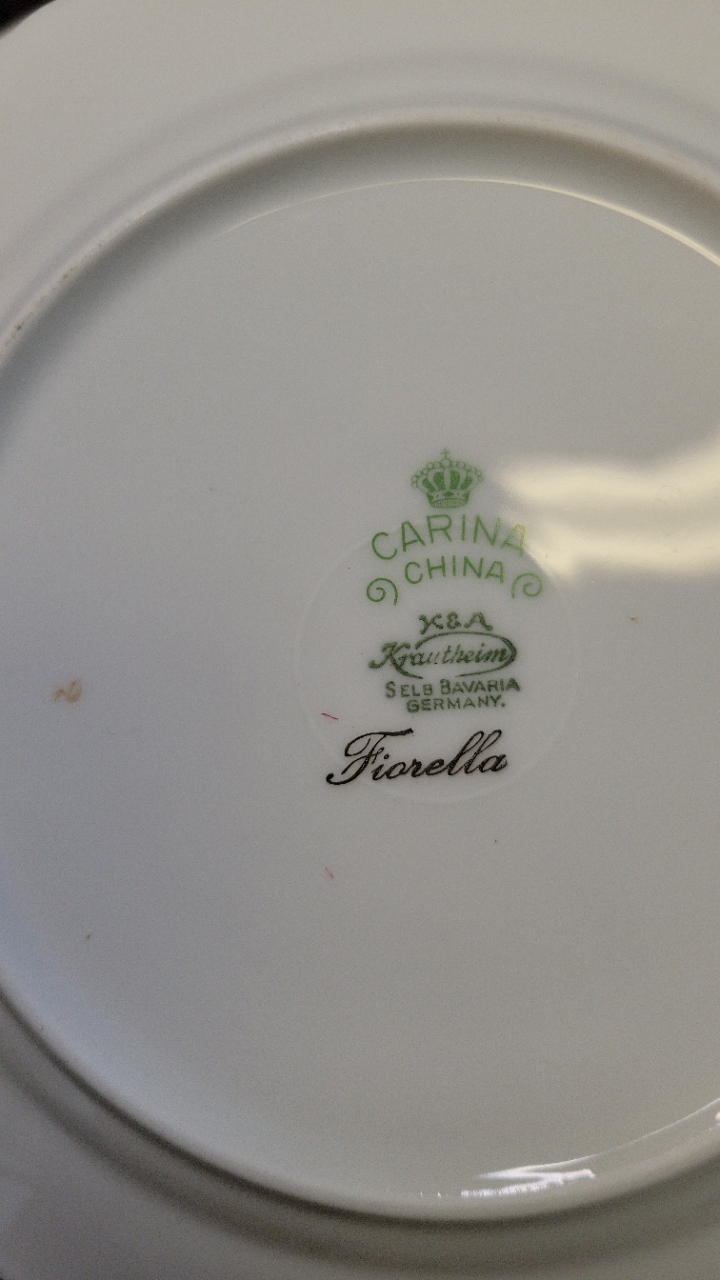 CARINA
CHINA
K&A
Krautheim
SELB BAVARIA
GERMANY.
Fiorella